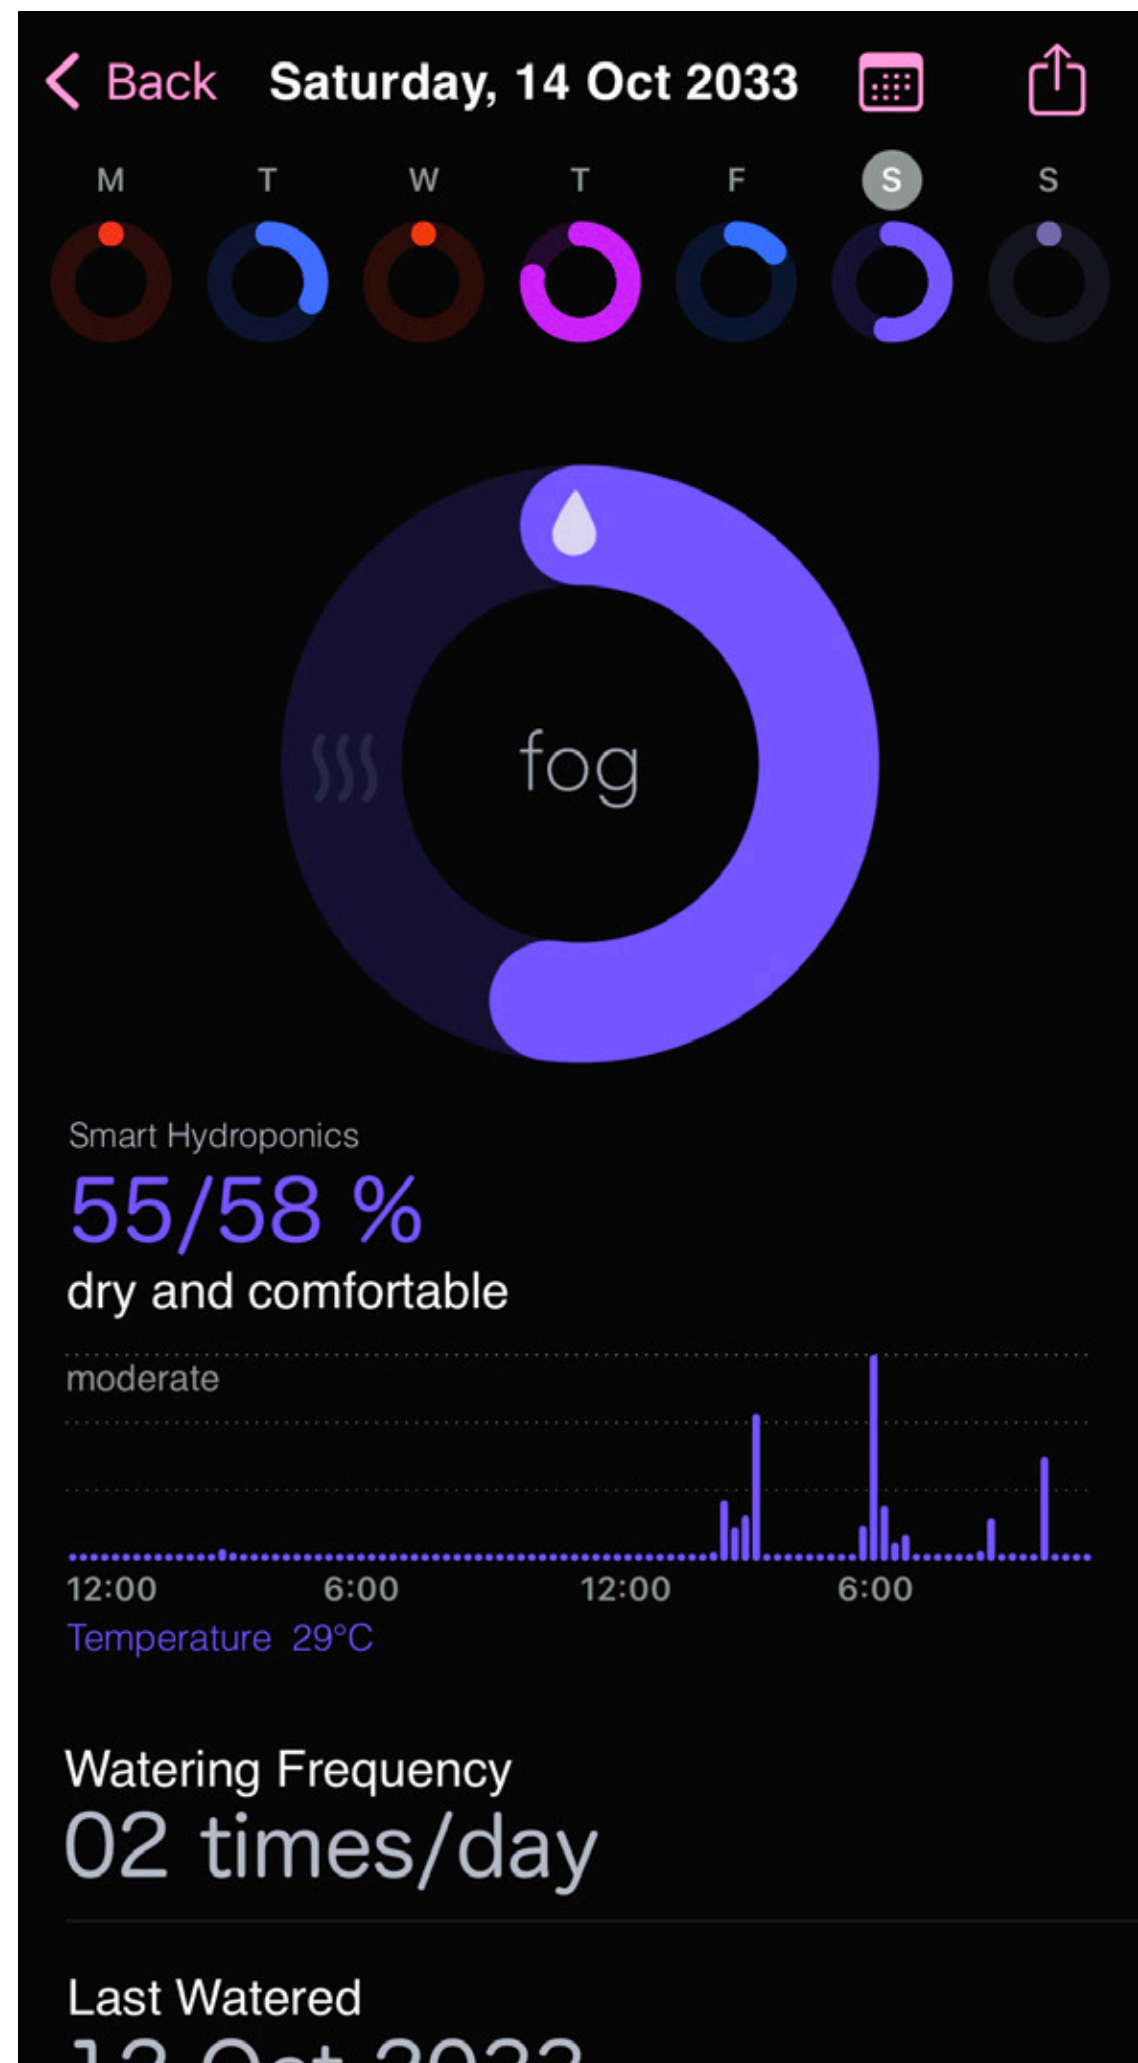 Back Saturday, 14 Oct 2033
M T W T F S S
fog
Smart Hydroponics
55/58 %
dry and comfortable
moderate
12:00 6:00 12:00 6:00
Temperature 29°C
Watering Frequency
02 times/day
Last Watered
Oct